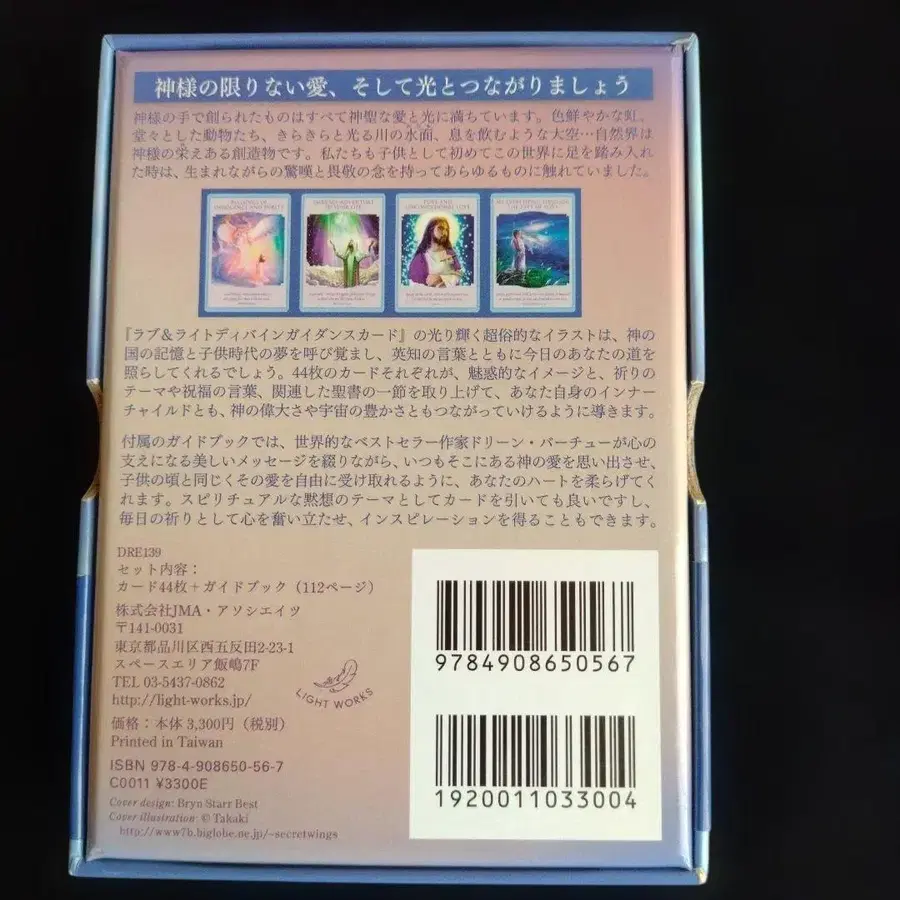 神様の限りない愛、そして光とつながりましょう
神様の手で創られたものはすべて神聖な愛と光に満ちています。色鮮やかな虹、
堂々とした動物たち、きらきらと光る川の水面、息を飲むような大空…自然界は
神様の栄えある創造物です。私たちも子供として初めてこの世界に足を踏み入れ
た時は、生まれながらの驚嘆と畏敬の念を持ってあらゆるものに触れていました。
『ラブ&ライトディバインガイダンスカード』の光り輝く超俗的なイラストは、神の
国の記憶と子供時代の夢を呼び覚まし、英知の言葉とともに今日のあなたの道を
照らしてくれるでしょう。44枚のカードそれぞれが、魅惑的なイメージと、祈りの
テーマや祝福の言葉、関連した聖書の一節を取り上げて、あなた自身のインナー
チャイルドとも、神の偉大さや宇宙の豊かさともつながっていけるように導きます。
付属のガイドブックでは、世界的なベストセラー作家ドリーン・バーチューが心の
支えになる美しいメッセージを綴りながら、いつもそこにある神の愛を思い出させ、
子供の頃と同じくその愛を自由に受け取れるように、あなたのハートを柔らげてく
れます。スピリチュアルな黙想のテーマとしてカードを引いても良いですし、
毎日の祈りとして心を奮い立たせ、インスピレーションを得ることもできます。
DRE139
セット内容：
カード44枚+ガイドブック（112ページ）
株式会社JMA・アソシエイツ
〒141-0031
東京都品川区西五反田2-23-1
スペースエリア飯嶋7F
TEL 03-5437-0862
http://light-works.jp/
LIGHT WORKS
価格：本体 3,300円（税別）
Printed in Taiwan
ISBN 978-4-908650-56-7
C0011 ¥3300E
Cover design: Bryn Starr Best
Cover illustration: © Takaki
http://www7b.biglobe.ne.jp/~secretwings
9784908650567
1920011033004